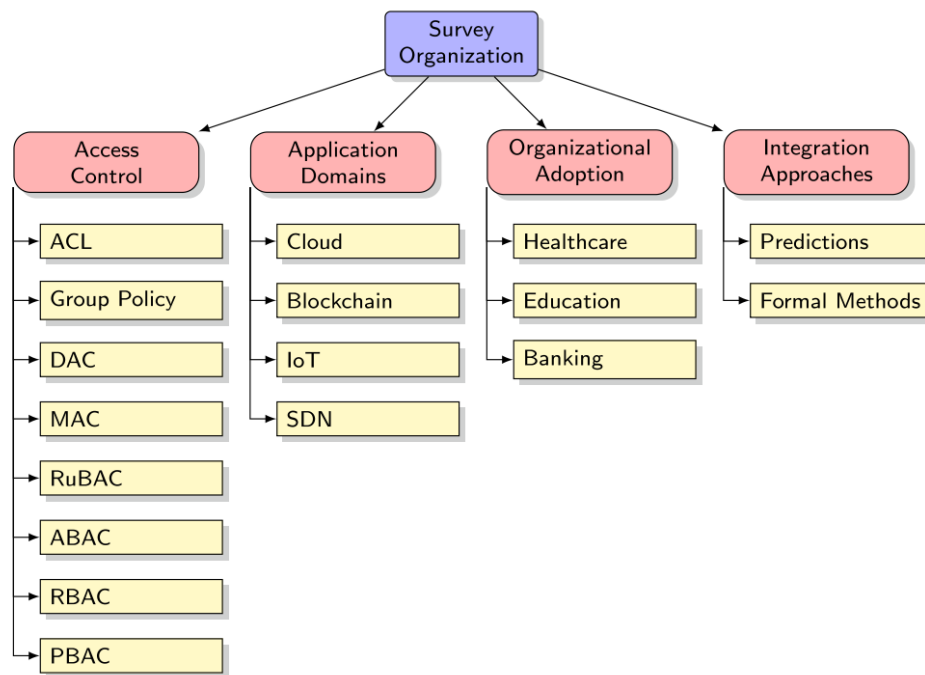 Survey
Organization
Access
Control
Application
Domains
Organizational
Adoption
Integration
Approaches
ACL
Group Policy
DAC
MAC
RuBAC
ABAC
RBAC
PBAC
Cloud
Blockchain
IoT
SDN
Healthcare
Education
Banking
Predictions
Formal Methods